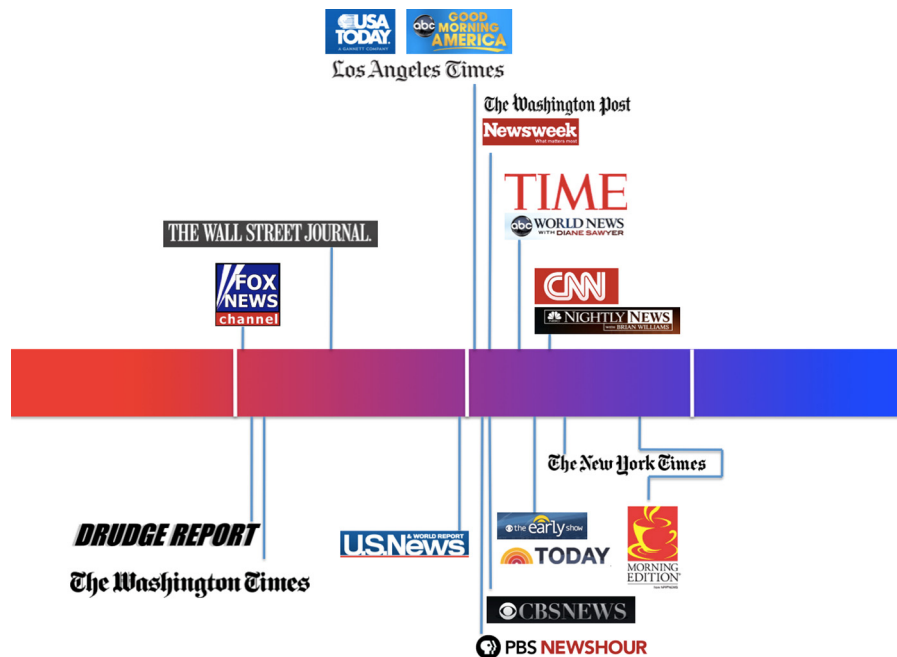 USA
TODAY
A GANNETT COMPANY
abc GOOD
MORNING
AMERICA
Los Angeles Times
The Washington Post
Newsweek
What matters most
TIME
abc WORLD NEWS
WITH DIANE SAWYER
THE WALL STREET JOURNAL.
FOX
NEWS
channel
CNN
NIGHTLY NEWS
WITH BRIAN WILLIAMS
The New York Times
DRUDGE REPORT
The Washington Times
& WORLD REPORT
U.S.News
the early show
TODAY
MORNING
EDITION
CBSNEWS
PBS NEWSHOUR